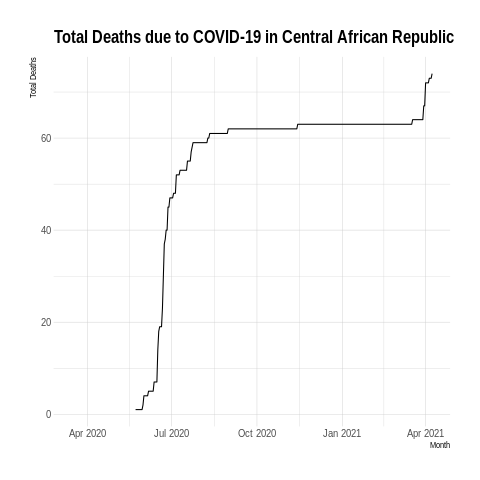 Total Deaths due to COVID-19 in Central African Republic
Total Deaths
60
40
20
0
Apr 2020 Jul 2020 Oct 2020 Jan 2021 Apr 2021
Month